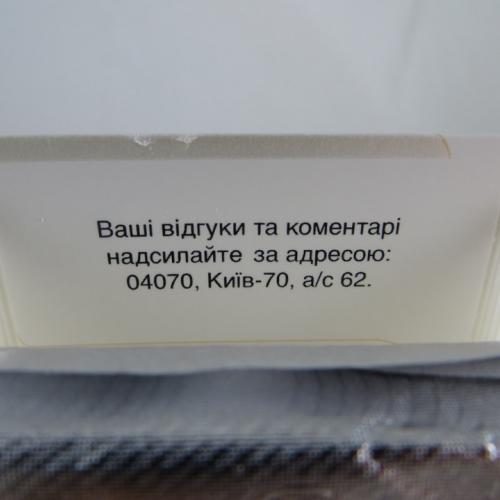 Ваші відгуки та коментарі
надсилайте за адресою:
04070, Київ-70, а/с 62.